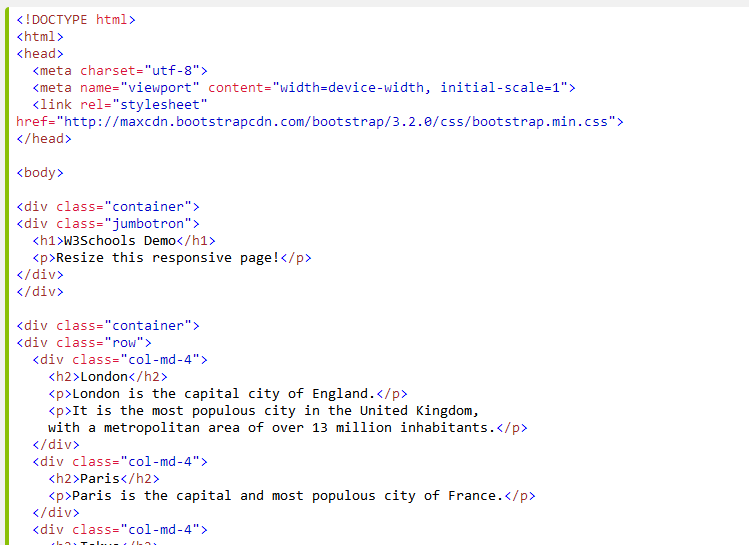 <!DOCTYPE html>
<html>
<head>
  <meta charset="utf-8">
  <meta name="viewport" content="width=device-width, initial-scale=1">
  <link rel="stylesheet"
href="http://maxcdn.bootstrapcdn.com/bootstrap/3.2.0/css/bootstrap.min.css">
</head>

<body>

<div class="container">
<div class="jumbotron">
  <h1>W3Schools Demo</h1>
  <p>Resize this responsive page!</p>
</div>
</div>

<div class="container">
<div class="row">
  <div class="col-md-4">
    <h2>London</h2>
    <p>London is the capital city of England.</p>
    <p>It is the most populous city in the United Kingdom,
    with a metropolitan area of over 13 million inhabitants.</p>
  </div>
  <div class="col-md-4">
    <h2>Paris</h2>
    <p>Paris is the capital and most populous city of France.</p>
  </div>
  <div class="col-md-4">
    <h2>Tokyo</h2>